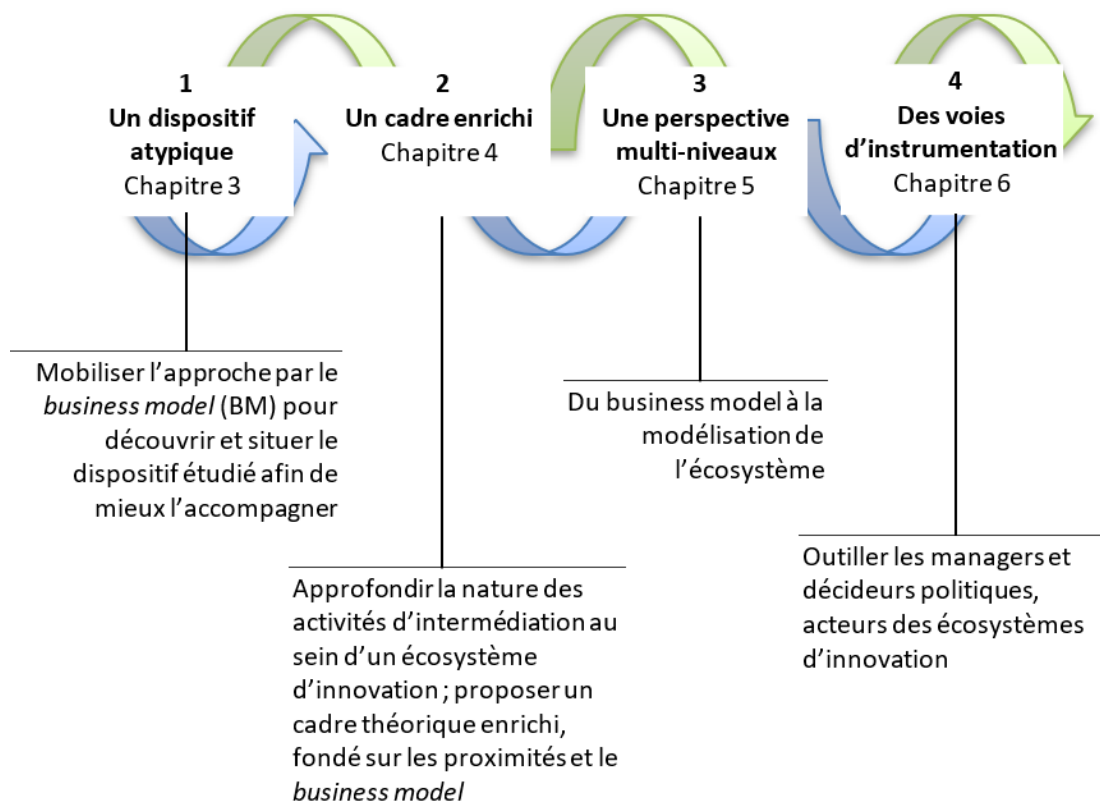 1
Un dispositif
atypique
Chapitre 3
2
Un cadre enrichi
Chapitre 4
3
Une perspective
multi-niveaux
Chapitre 5
4
Des voies
d’instrumentation
Chapitre 6
Mobiliser l’approche par le
business model (BM) pour
découvrir et situer le
dispositif étudié afin de
mieux l’accompagner
Approfondir la nature des
activités d’intermédiation au
sein d’un écosystème
d’innovation ; proposer un
cadre théorique enrichi,
fondé sur les proximités et le
business model
Du business model à la
modélisation de
l’écosystème
Outiller les managers et
décideurs politiques,
acteurs des écosystèmes
d’innovation